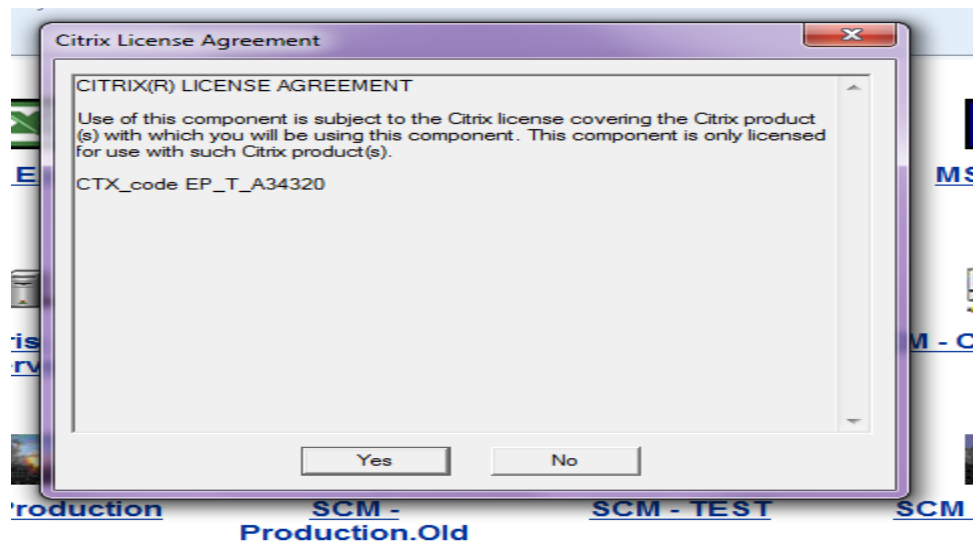 Citrix License Agreement
CITRIX(R) LICENSE AGREEMENT
Use of this component is subject to the Citrix license covering the Citrix product
(s) with which you will be using this component. This component is only licensed
for use with such Citrix product(s).
CTX_code EP_T_A34320
Yes
No
SCM -
Production.Old
SCM - TEST
SCM